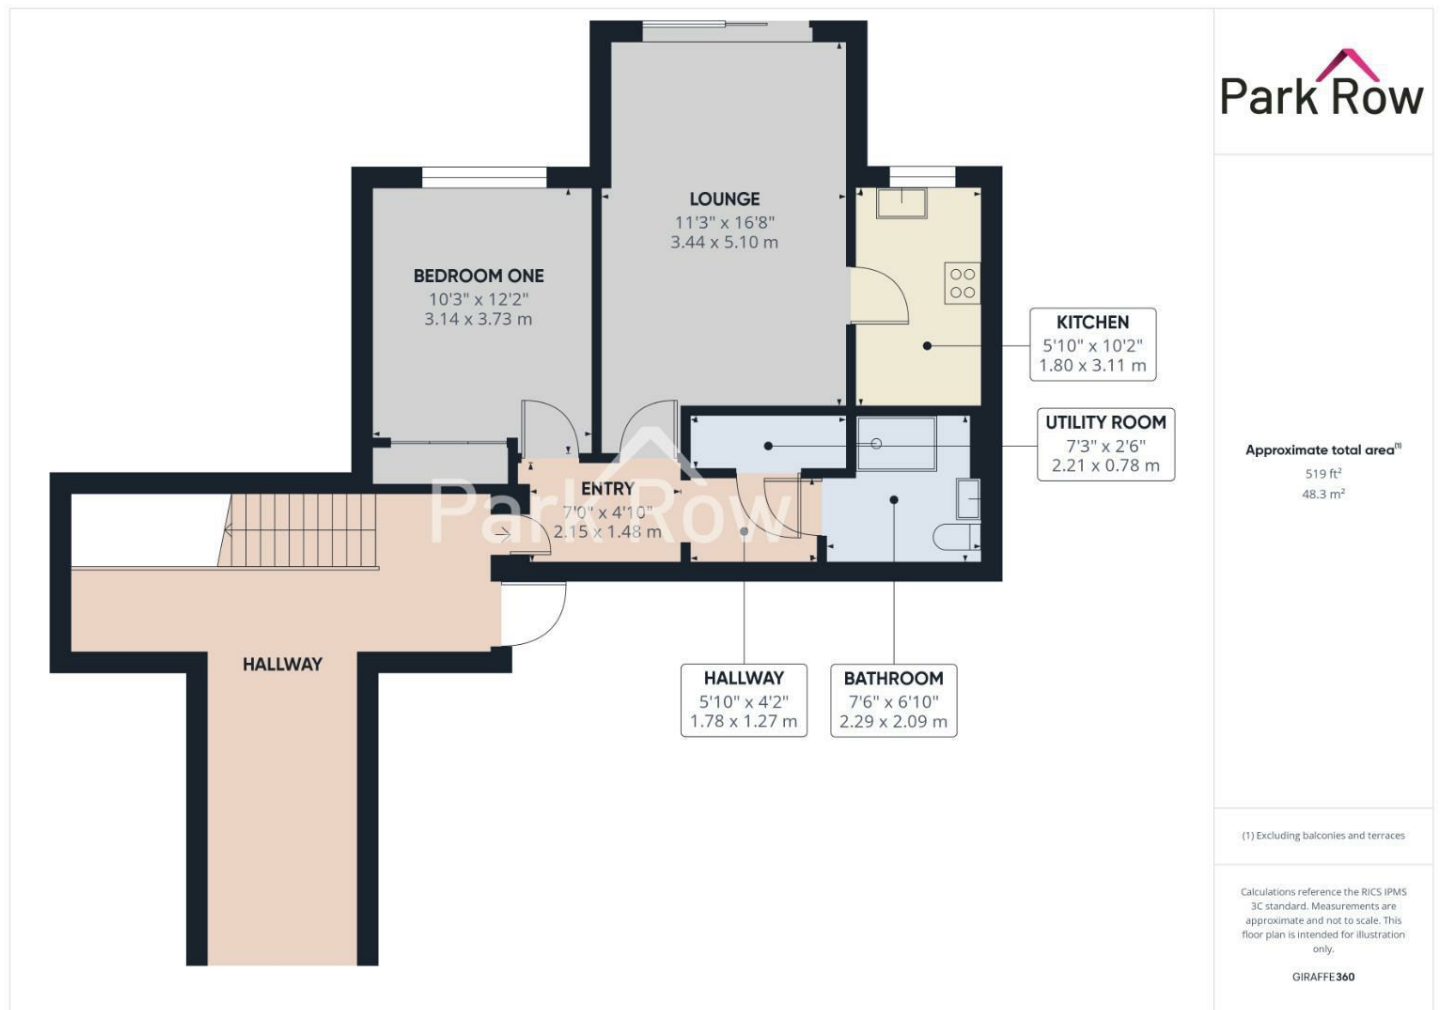 LOUNGE
11'3" x 16'8"
3.44 x 5.10 m
BEDROOM ONE
10'3" x 12'2"
3.14 x 3.73 m
KITCHEN
5'10" x 10'2"
1.80 x 3.11 m
UTILITY ROOM
7'3" x 2'6"
2.21 x 0.78 m
ENTRY
7'0" x 4'10"
2.15 x 1.48 m
Park Row
HALLWAY
HALLWAY
5'10" x 4'2"
1.78 x 1.27 m
BATHROOM
7'6" x 6'10"
2.29 x 2.09 m
Park Row
Approximate total area(1)
519 ft²
48.3 m²
(1) Excluding balconies and terraces
Calculations reference the RICS IPMS
3C standard. Measurements are
approximate and not to scale. This
floor plan is intended for illustration
only.
GIRAFFE360